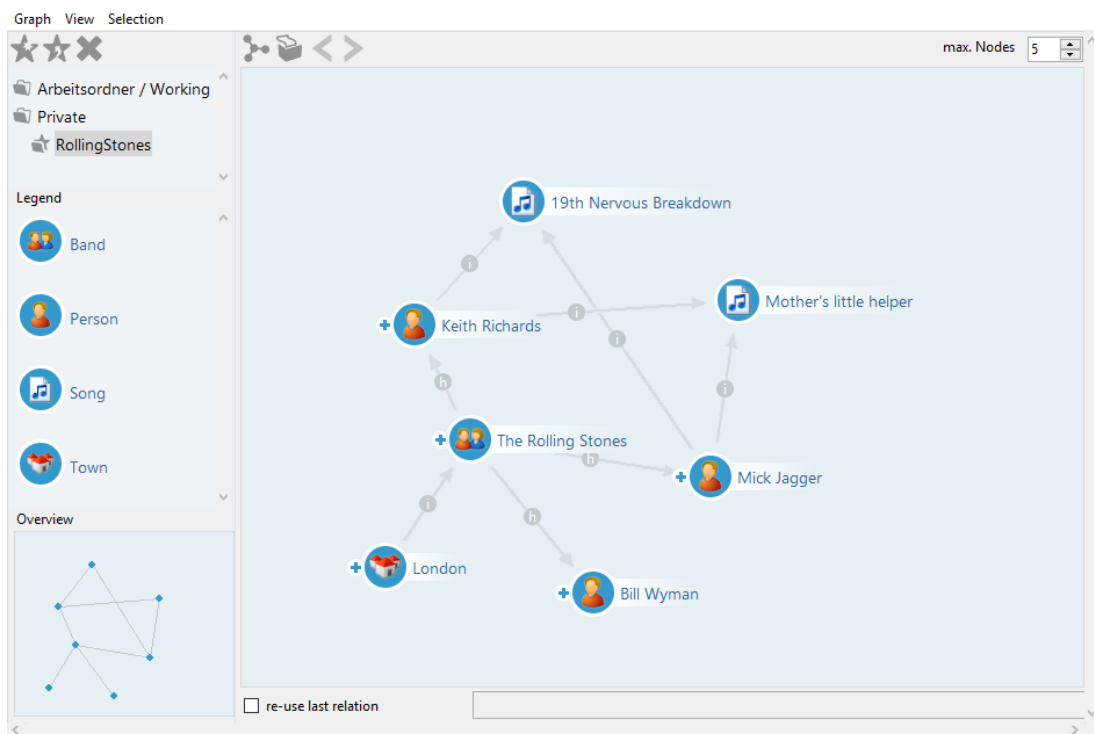 Graph View Selection
max. Nodes 5
Arbeitsordner / Working
Private
RollingStones
Legend
Band
Person
Song
Town
Overview
19th Nervous Breakdown
i
Mother's little helper
Keith Richards
i
i
h
i
The Rolling Stones
h
Mick Jagger
i
h
London
Bill Wyman
re-use last relation